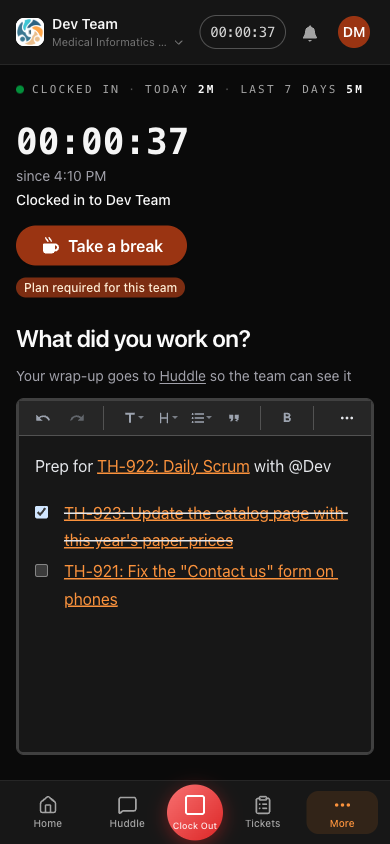 Dev Team
Medical Informatics ...
00:00:37
DM
CLOCKED IN · TODAY 2M · LAST 7 DAYS 5M
00:00:37
since 4:10 PM
Clocked in to Dev Team
Take a break
Plan required for this team
What did you work on?
Your wrap-up goes to Huddle so the team can see it
T
H
B
Prep for TH-922: Daily Scrum with @Dev
TH-923: Update the catalog page with
this year's paper prices
TH-921: Fix the "Contact us" form on
phones
Home
Huddle
Clock Out
Tickets
More